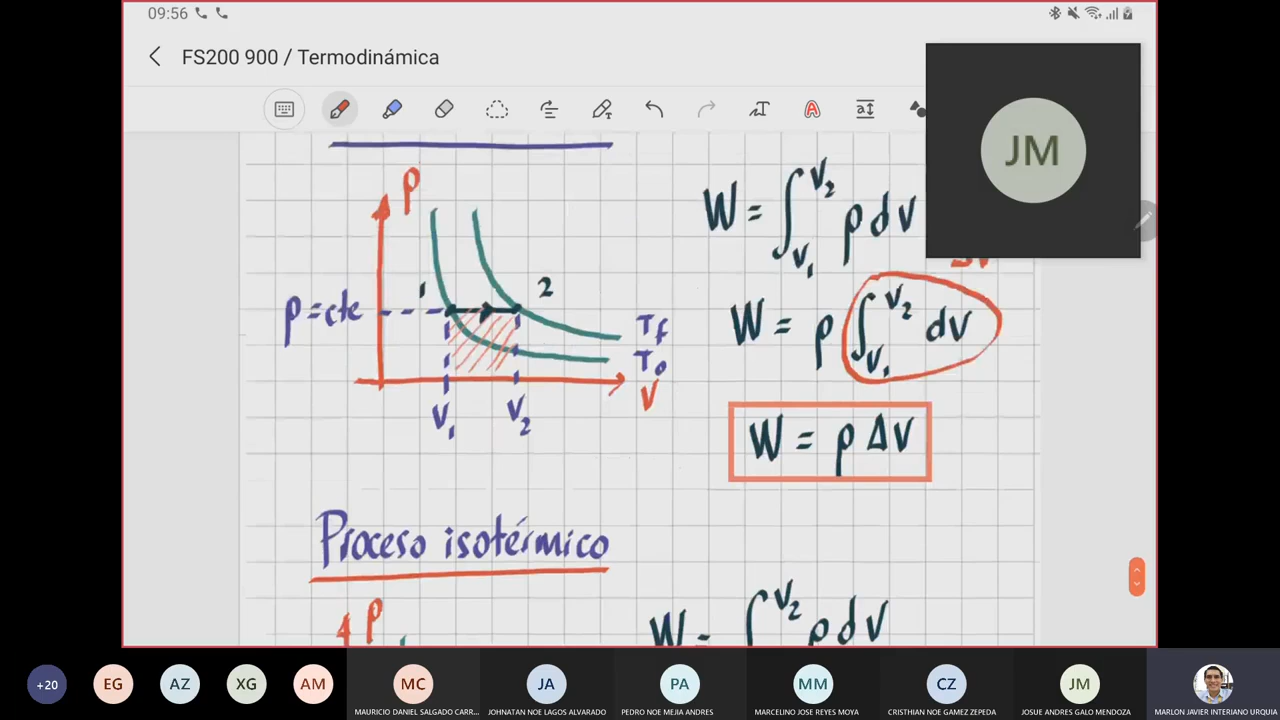 09:56
FS200 900 / Termodinámica
JM
P
W = ∫V₁V₂ p dV
ΔV
1
2
p = cte
W = p ∫V₁V₂ dV
Tf
T₀
V
V₁
V₂
W = p ΔV
Proceso isotérmico
P
W = ∫V₂ p dV
+20
EG
AZ
XG
AM
MC
JA
PA
MM
CZ
JM
MAURICIO DANIEL SALGADO CARR...
JOHNATAN NOE LAGOS ALVARADO
PEDRO NOE MEJIA ANDRES
MARCELINO JOSE REYES MOYA
CRISTHIAN NOE GAMEZ ZEPEDA
JOSUE ANDRES GALO MENDOZA
MARLON JAVIER INTERIANO URQUIA